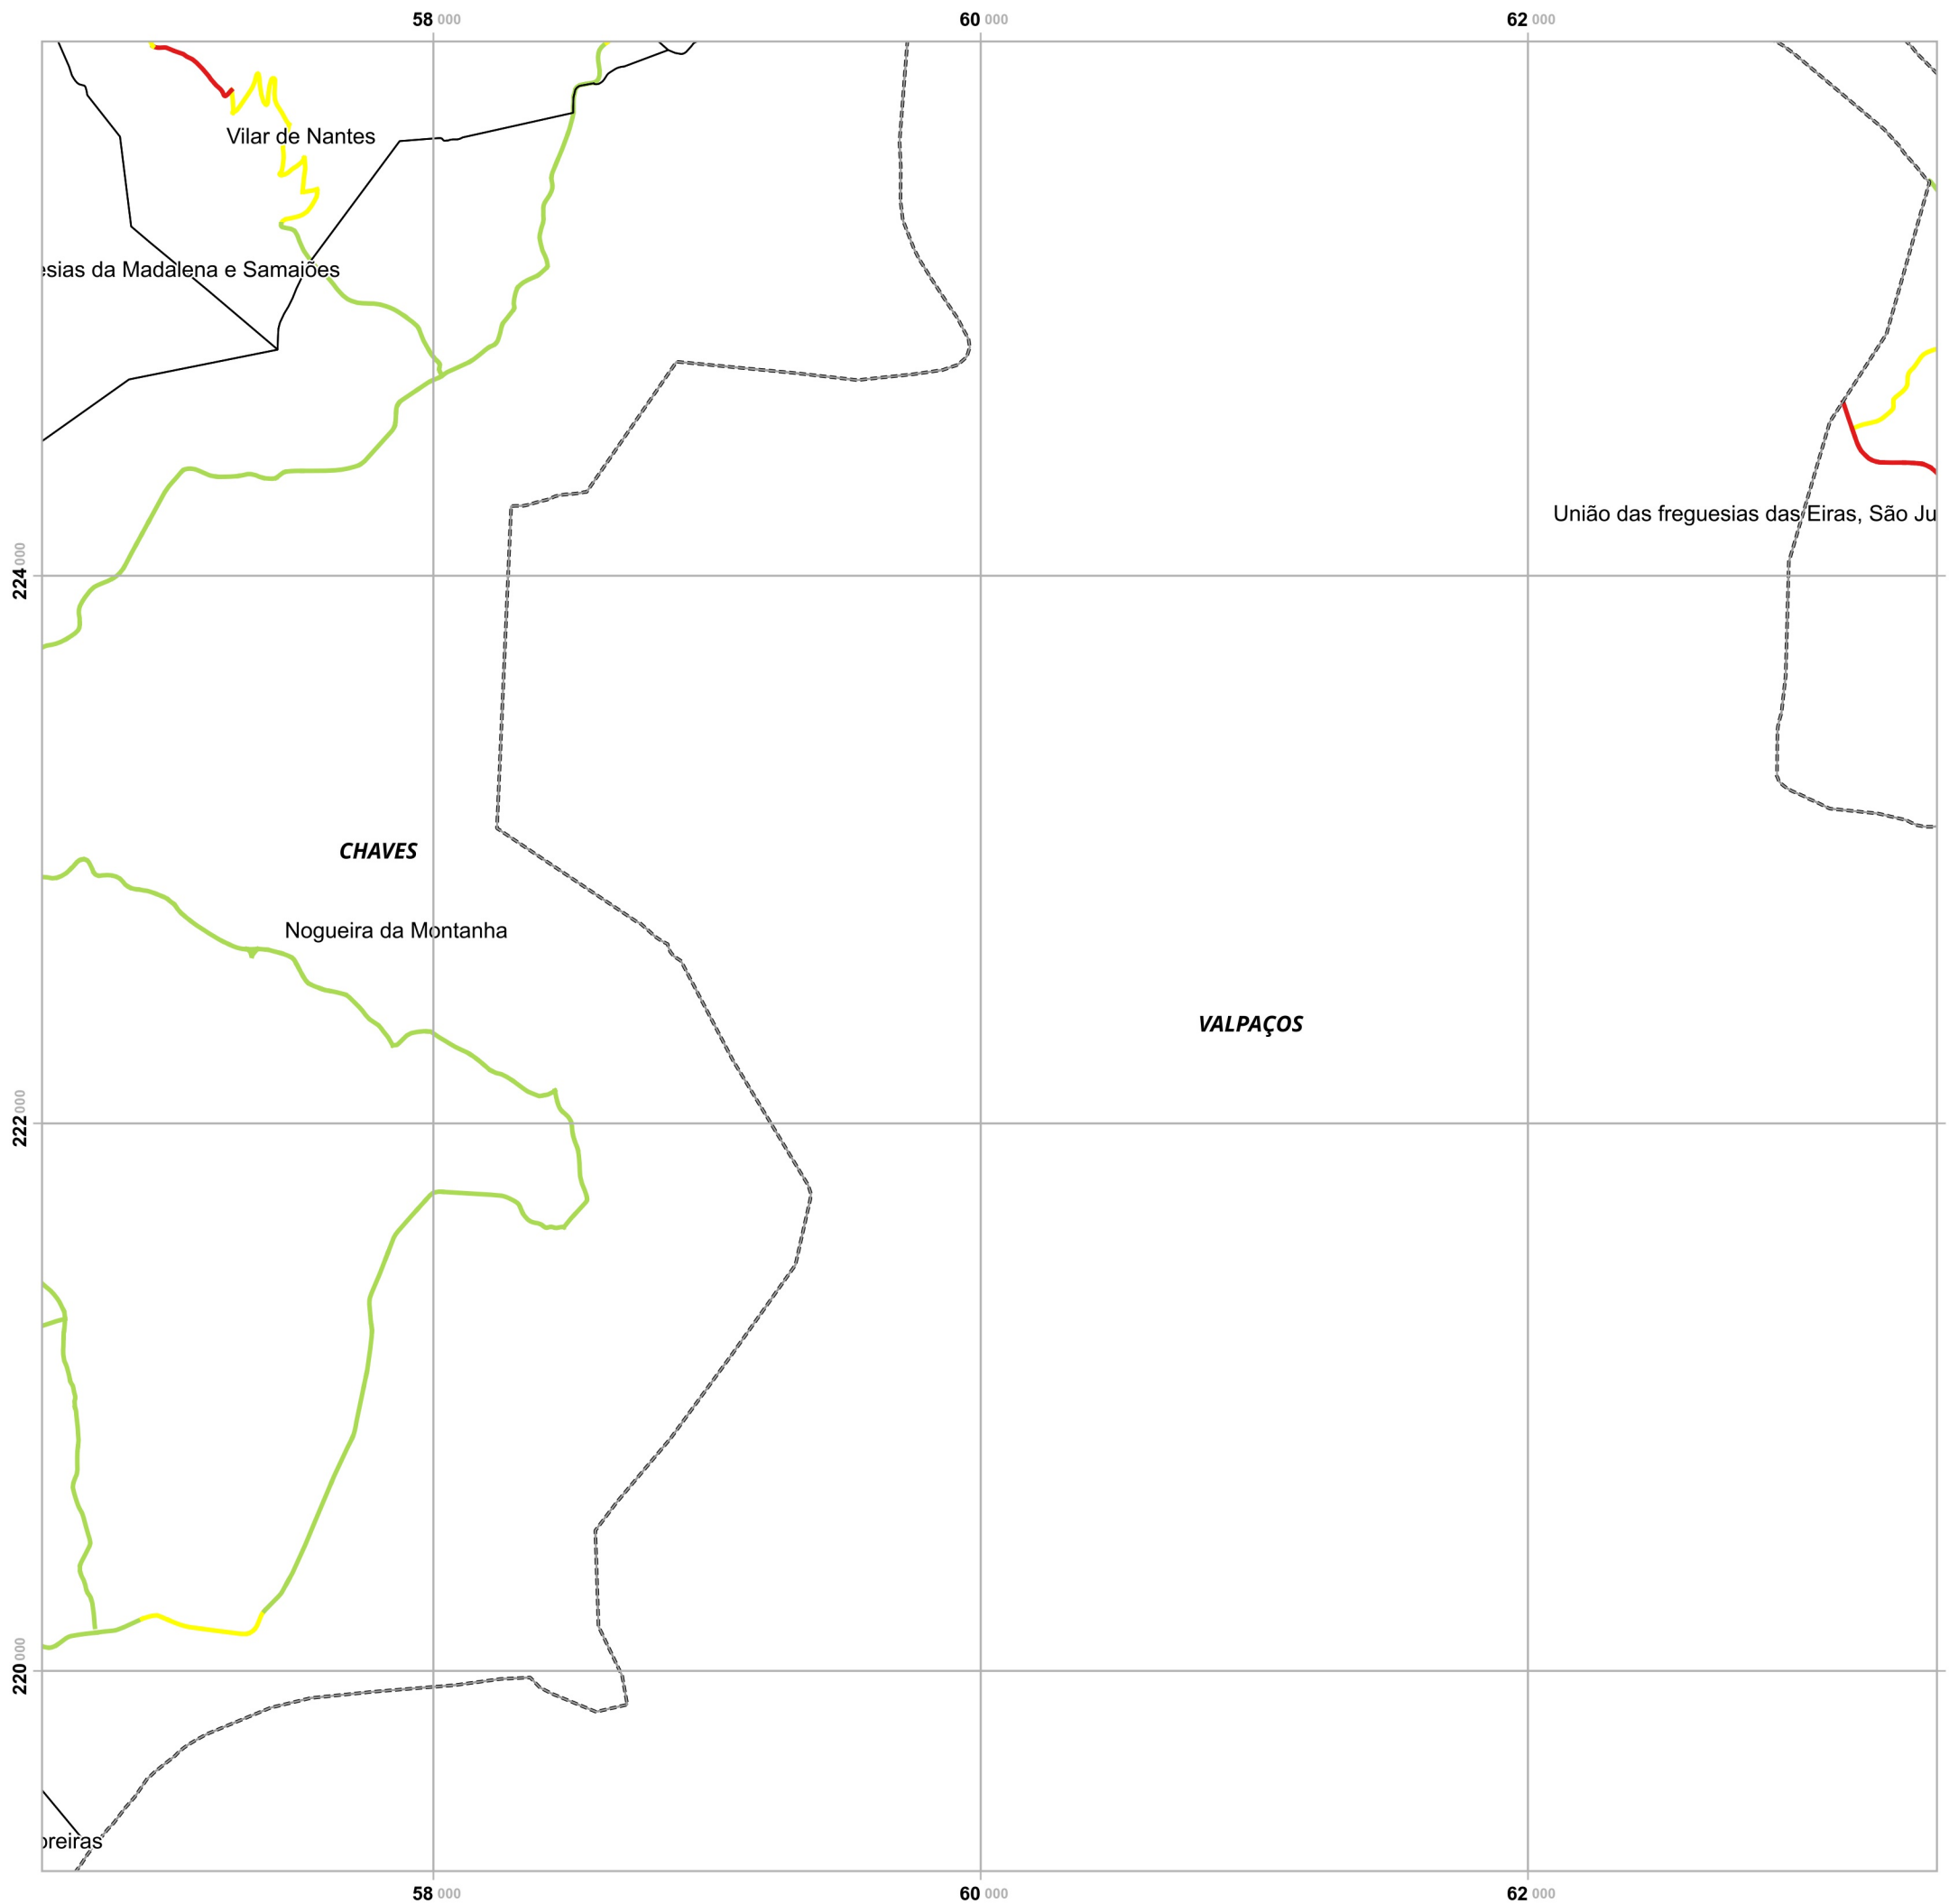 58 000 60 000 62 000
Vilar de Nantes
esias da Madalena e Samaiões
União das freguesias das Eiras, São Ju
224 000
CHAVES
Nogueira da Montanha
VALPAÇOS
222 000
220 000
oreiras
58 000 60 000 62 000